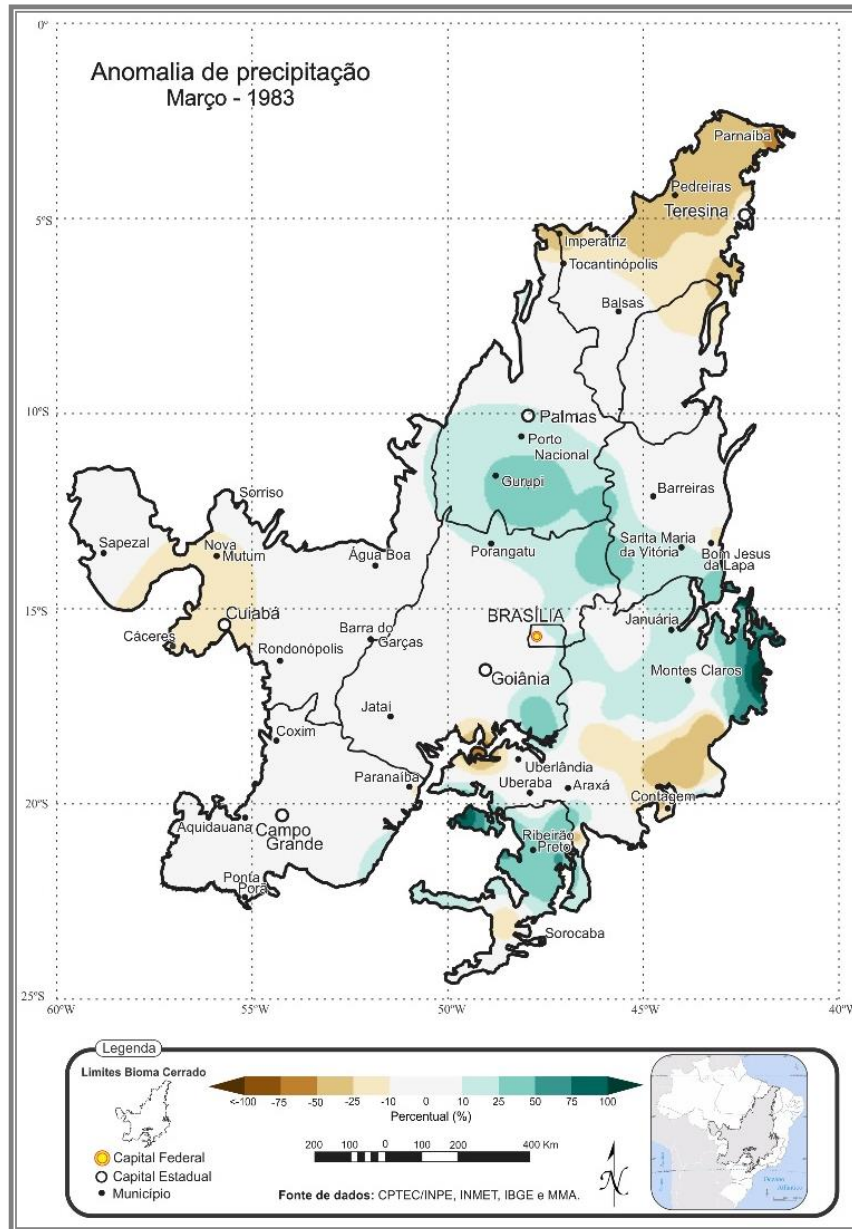 Anomalia de precipitação
Março - 1983
0°
5°S
10°S
15°S
20°S
25°S
60°W
55°W
50°W
45°W
40°W
Parnaíba
Pedreiras
Teresina
Imperatriz
Tocantinópolis
Balsas
Palmas
Porto
Nacional
Gurupi
Barreiras
Sorriso
Sapezal
Nova
Mutum
Água Boa
Porangatu
Santa Maria
da Vitória
Bom Jesus
da Lapa
Cuiabá
Cáceres
Rondonópolis
Barra do
Garças
BRASÍLIA
Januária
Goiânia
Montes Claros
Jataí
Coxim
Paranaíba
Uberlândia
Uberaba
Araxá
Contagem
Aquidauana
Campo
Grande
Ribeirão
Preto
Ponta
Porã
Sorocaba
Legenda
Limites Bioma Cerrado
<-100 -75 -50 -25 -10 0 10 25 50 75 100
Percentual (%)
Capital Federal
Capital Estadual
Município
200 100 0 100 200 400 Km
N
Fonte de dados: CPTEC/INPE, INMET, IBGE e MMA.
Oceano
Atlântico